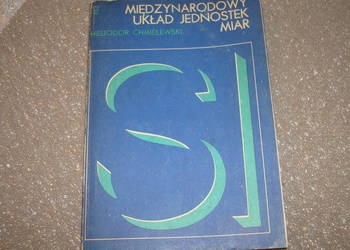 MIĘDZYNARODOWY
UKŁAD JEDNOSTEK
MIAR
HELIODOR CHMIELEWSKI
SI